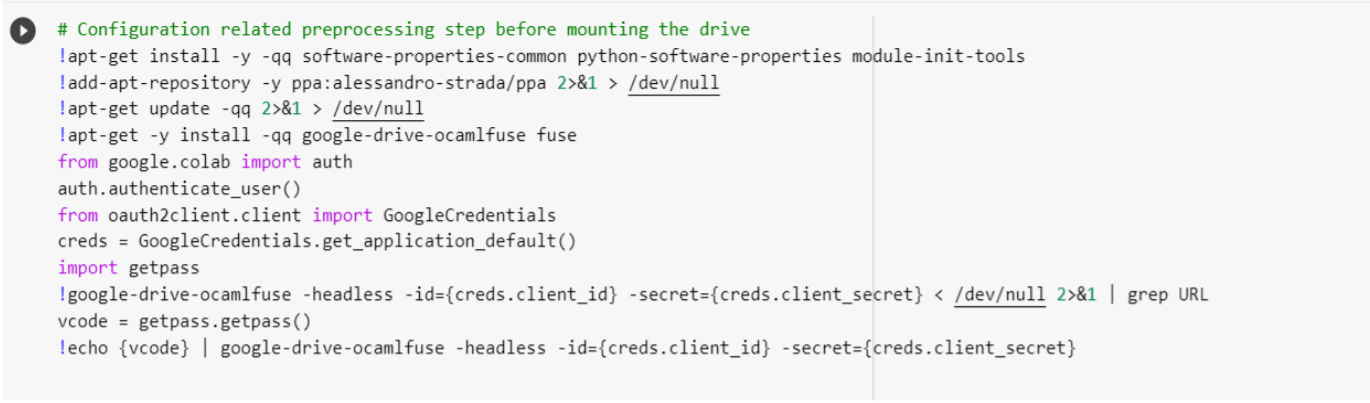 # Configuration related preprocessing step before mounting the drive
!apt-get install -y -qq software-properties-common python-software-properties module-init-tools
!add-apt-repository -y ppa:alessandro-strada/ppa 2>&1 > /dev/null
!apt-get update -qq 2>&1 > /dev/null
!apt-get -y install -qq google-drive-ocamlfuse fuse
from google.colab import auth
auth.authenticate_user()
from oauth2client.client import GoogleCredentials
creds = GoogleCredentials.get_application_default()
import getpass
!google-drive-ocamlfuse -headless -id={creds.client_id} -secret={creds.client_secret} < /dev/null 2>&1 | grep URL
vcode = getpass.getpass()
!echo {vcode} | google-drive-ocamlfuse -headless -id={creds.client_id} -secret={creds.client_secret}